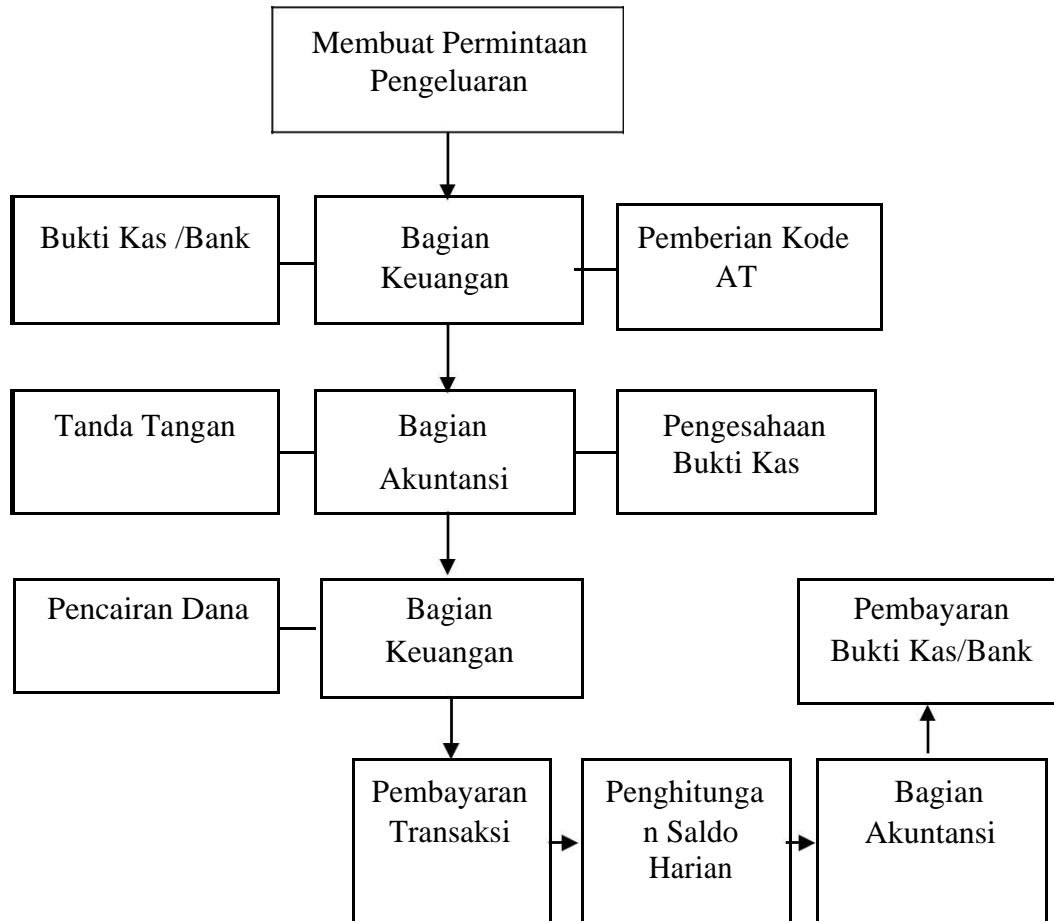 Membuat Permintaan
Pengeluaran
Bukti Kas /Bank
Bagian
Keuangan
Pemberian Kode
AT
Tanda Tangan
Bagian
Akuntansi
Pengesahaan
Bukti Kas
Pencairan Dana
Bagian
Keuangan
Pembayaran
Bukti Kas/Bank
Pembayaran
Transaksi
Penghitunga
n Saldo
Harian
Bagian
Akuntansi